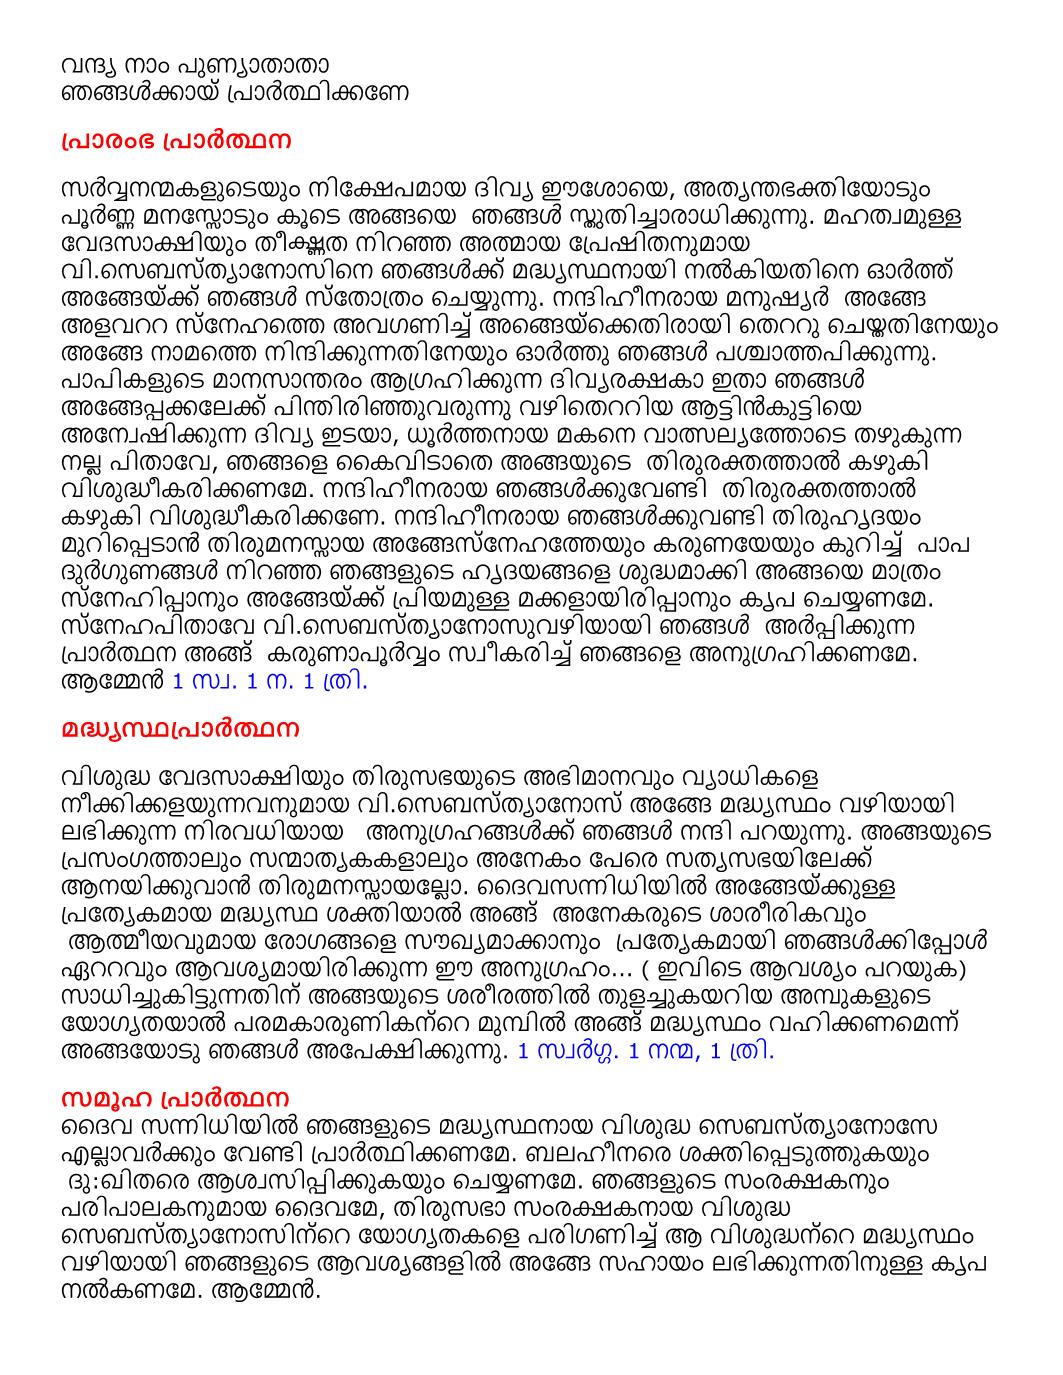 വന്ദ്യ നാം പുണ്യാതാതാ
ഞങ്ങൾക്കായ് പ്രാർത്ഥിക്കണേ
പ്രാരംഭ പ്രാർത്ഥന
സർവ്വനന്മകളുടെയും നിക്ഷേപമായ ദിവ്യ ഈശോയെ, അത്യന്തഭക്തിയോടും
പൂർണ്ണ മനസ്സോടും കൂടെ അങ്ങയെ ഞങ്ങൾ സ്തുതിച്ചാരാധിക്കുന്നു. മഹത്വമുള്ള
വേദസാക്ഷിയും തീക്ഷ്ണത നിറഞ്ഞ അത്മായ പ്രേഷിതനുമായ
വി.സെബസ്ത്യാനോസിനെ ഞങ്ങൾക്ക് മദ്ധ്യസ്ഥനായി നൽകിയതിനെ ഓർത്ത്
അങ്ങേയ്ക്ക് ഞങ്ങൾ സ്തോത്രം ചെയ്യുന്നു. നന്ദിഹീനരായ മനുഷ്യർ അങ്ങേ
അളവററ സ്നേഹത്തെ അവഗണിച്ച് അങ്ങെയ്ക്കെതിരായി തെററു ചെയ്തതിനേയും
അങ്ങേ നാമത്തെ നിന്ദിക്കുന്നതിനേയും ഓർത്തു ഞങ്ങൾ പശ്ചാത്തപിക്കുന്നു.
പാപികളുടെ മാനസാന്തരം ആഗ്രഹിക്കുന്ന ദിവ്യരക്ഷകാ ഇതാ ഞങ്ങൾ
അങ്ങേപ്പക്കലേക്ക് പിന്തിരിഞ്ഞുവരുന്നു വഴിതെററിയ ആട്ടിൻകുട്ടിയെ
അന്വേഷിക്കുന്ന ദിവ്യ ഇടയാ, ധൂർത്തനായ മകനെ വാത്സല്യത്തോടെ തഴുകുന്ന
നല്ല പിതാവേ, ഞങ്ങളെ കൈവിടാതെ അങ്ങയുടെ തിരുരക്തത്താൽ കഴുകി
വിശുദ്ധീകരിക്കണമേ. നന്ദിഹീനരായ ഞങ്ങൾക്കുവേണ്ടി തിരുരക്തത്താൽ
കഴുകി വിശുദ്ധീകരിക്കണേ. നന്ദിഹീനരായ ഞങ്ങൾക്കുവണ്ടി തിരുഹൃദയം
മുറിപ്പെടാൻ തിരുമനസ്സായ അങ്ങേസ്നേഹത്തേയും കരുണയേയും കുറിച്ച് പാപ
ദുർഗുണങ്ങൾ നിറഞ്ഞ ഞങ്ങളുടെ ഹൃദയങ്ങളെ ശുദ്ധമാക്കി അങ്ങയെ മാത്രം
സ്നേഹിപ്പാനും അങ്ങേയ്ക്ക് പ്രിയമുള്ള മക്കളായിരിപ്പാനും കൃപ ചെയ്യണമേ.
സ്നേഹപിതാവേ വി.സെബസ്ത്യാനോസുവഴിയായി ഞങ്ങൾ അർപ്പിക്കുന്ന
പ്രാർത്ഥന അങ്ങ് കരുണാപൂർവ്വം സ്വീകരിച്ച് ഞങ്ങളെ അനുഗ്രഹിക്കണമേ.
ആമ്മേൻ 1 സ്വ. 1 ന. 1 ത്രി.
മദ്ധ്യസ്ഥപ്രാർത്ഥന
വിശുദ്ധ വേദസാക്ഷിയും തിരുസഭയുടെ അഭിമാനവും വ്യാധികളെ
നീക്കിക്കളയുന്നവനുമായ വി.സെബസ്ത്യാനോസ് അങ്ങേ മദ്ധ്യസ്ഥം വഴിയായി
ലഭിക്കുന്ന നിരവധിയായ അനുഗ്രഹങ്ങൾക്ക് ഞങ്ങൾ നന്ദി പറയുന്നു. അങ്ങയുടെ
പ്രസംഗത്താലും സന്മാത്യകകളാലും അനേകം പേരെ സത്യസഭയിലേക്ക്
ആനയിക്കുവാൻ തിരുമനസ്സായല്ലോ. ദൈവസന്നിധിയിൽ അങ്ങേയ്ക്കുള്ള
പ്രത്യേകമായ മദ്ധ്യസ്ഥ ശക്തിയാൽ അങ്ങ് അനേകരുടെ ശാരീരികവും
ആത്മീയവുമായ രോഗങ്ങളെ സൗഖ്യമാക്കാനും പ്രത്യേകമായി ഞങ്ങൾക്കിപ്പോൾ
ഏററവും ആവശ്യമായിരിക്കുന്ന ഈ അനുഗ്രഹം... ( ഇവിടെ ആവശ്യം പറയുക)
സാധിച്ചുകിട്ടുന്നതിന് അങ്ങയുടെ ശരീരത്തിൽ തുളച്ചുകയറിയ അമ്പുകളുടെ
യോഗ്യതയാൽ പരമകാരുണികന്റെ മുമ്പിൽ അങ്ങ് മദ്ധ്യസ്ഥം വഹിക്കണമെന്ന്
അങ്ങയോടു ഞങ്ങൾ അപേക്ഷിക്കുന്നു. 1 സ്വർഗ്ഗ. 1 നന്മ, 1 ത്രി.
സമൂഹ പ്രാർത്ഥന
ദൈവ സന്നിധിയിൽ ഞങ്ങളുടെ മദ്ധ്യസ്ഥനായ വിശുദ്ധ സെബസ്ത്യാനോസേ
എല്ലാവർക്കും വേണ്ടി പ്രാർത്ഥിക്കണമേ. ബലഹീനരെ ശക്തിപ്പെടുത്തുകയും
ദു:ഖിതരെ ആശ്വസിപ്പിക്കുകയും ചെയ്യണമേ. ഞങ്ങളുടെ സംരക്ഷകനും
പരിപാലകനുമായ ദൈവമേ, തിരുസഭാ സംരക്ഷകനായ വിശുദ്ധ
സെബസ്ത്യാനോസിന്റെ യോഗ്യതകളെ പരിഗണിച്ച് ആ വിശുദ്ധന്റെ മദ്ധ്യസ്ഥം
വഴിയായി ഞങ്ങളുടെ ആവശ്യങ്ങളിൽ അങ്ങേ സഹായം ലഭിക്കുന്നതിനുള്ള കൃപ
നൽകണമേ. ആമ്മേൻ.